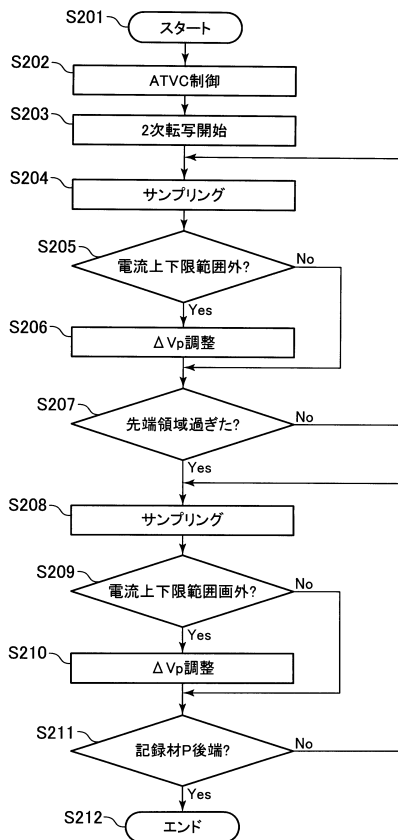 S201
スタート
S202
ATVC制御
S203
2次転写開始
S204
サンプリング
S205
電流上下限範囲外?
No
Yes
S206
ΔVp調整
S207
先端領域過ぎた?
No
Yes
S208
サンプリング
S209
電流上下限範囲画外?
No
Yes
S210
ΔVp調整
S211
記録材P後端?
No
Yes
S212
エンド